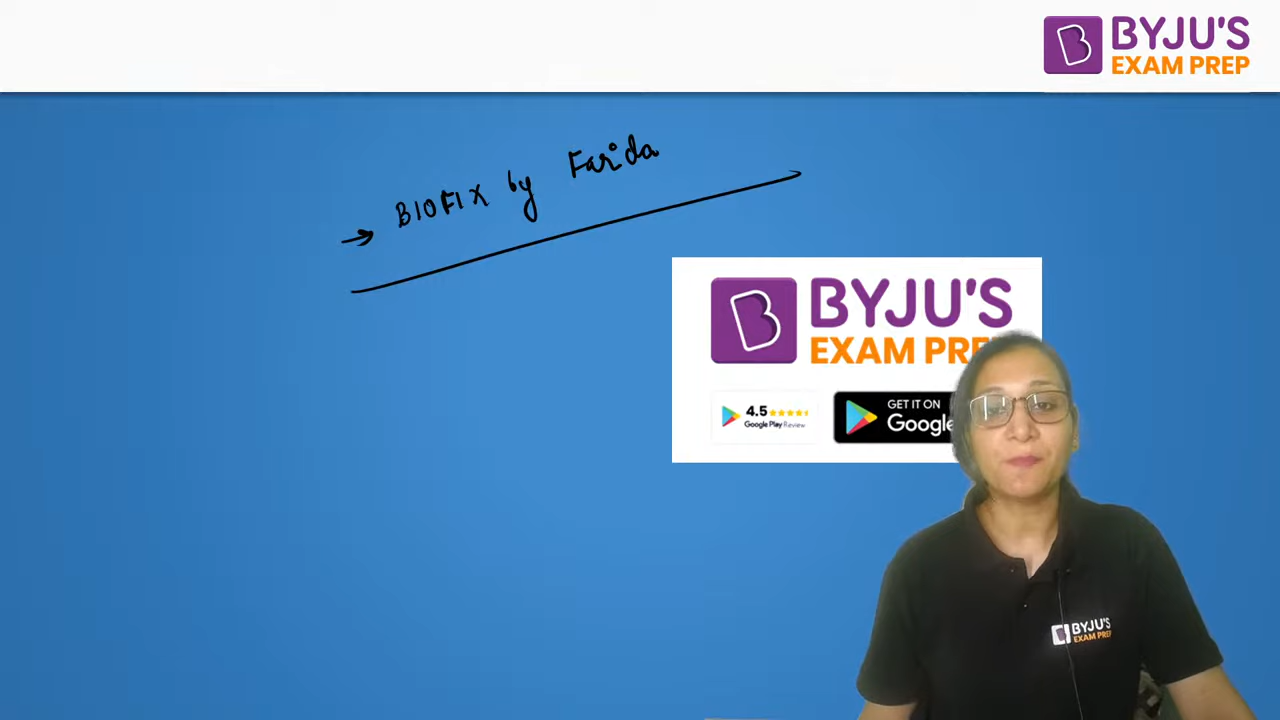 BYJU'S
EXAM PREP
→ BIOFIX by Farida
BYJU'S
EXAM PRE
4.5
Google Play Review
GET IT ON
Google
BYJU'S
EXAM PREP